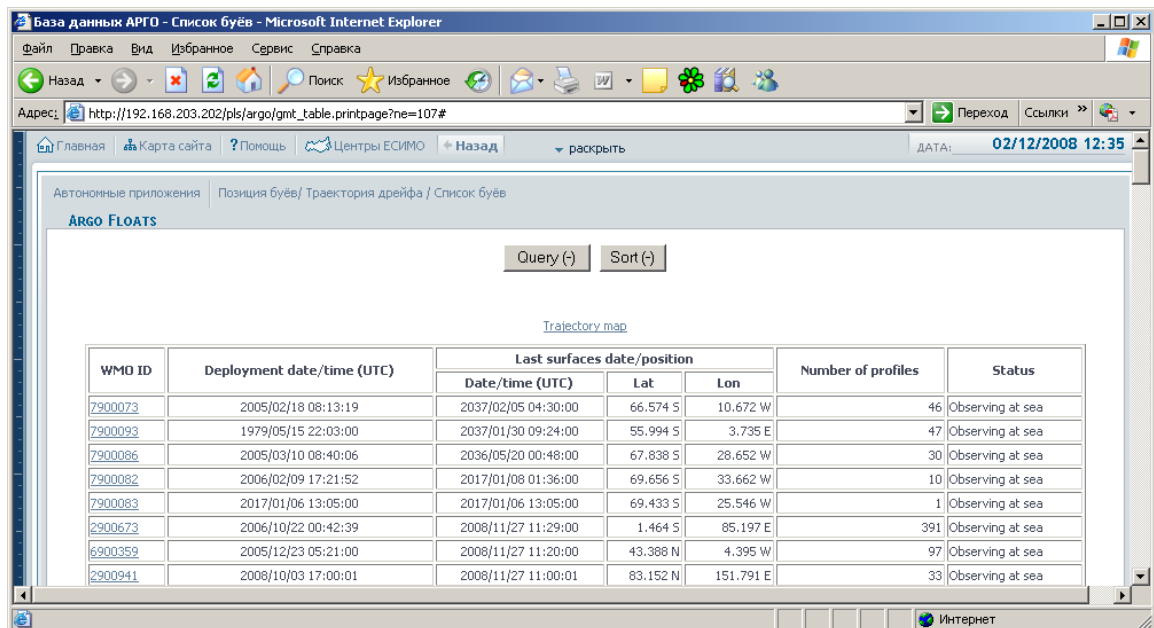 База данных АРГО - Список буёв - Microsoft Internet Explorer
Файл Правка Вид Избранное Сервис Справка
Назад Поиск Избранное
Адрес: http://192.168.203.202/pls/argo/gmt_table.printpage?ne=107# Переход Ссылки »
Главная Карта сайта ? Помощь Центры ЕСИМО Назад раскрыть ДАТА: 02/12/2008 12:35
Автономные приложения Позиция буёв/ Траектория дрейфа / Список буёв
ARGO FLOATS
Query (-) Sort (-)
Trajectory map
WMO ID Deployment date/time (UTC) Last surfaces date/position Number of profiles Status
Date/time (UTC) Lat Lon
7900073 2005/02/18 08:13:19 2037/02/05 04:30:00 66.574 S 10.672 W 46 Observing at sea
7900093 1979/05/15 22:03:00 2037/01/30 09:24:00 55.994 S 3.735 E 47 Observing at sea
7900086 2005/03/10 08:40:06 2036/05/20 00:48:00 67.838 S 28.652 W 30 Observing at sea
7900082 2006/02/09 17:21:52 2017/01/08 01:36:00 69.656 S 33.662 W 10 Observing at sea
7900083 2017/01/06 13:05:00 2017/01/06 13:05:00 69.433 S 25.546 W 1 Observing at sea
2900673 2006/10/22 00:42:39 2008/11/27 11:29:00 1.464 S 85.197 E 391 Observing at sea
6900359 2005/12/23 05:21:00 2008/11/27 11:20:00 43.388 N 4.395 W 97 Observing at sea
2900941 2008/10/03 17:00:01 2008/11/27 11:00:01 83.152 N 151.791 E 33 Observing at sea
Интернет